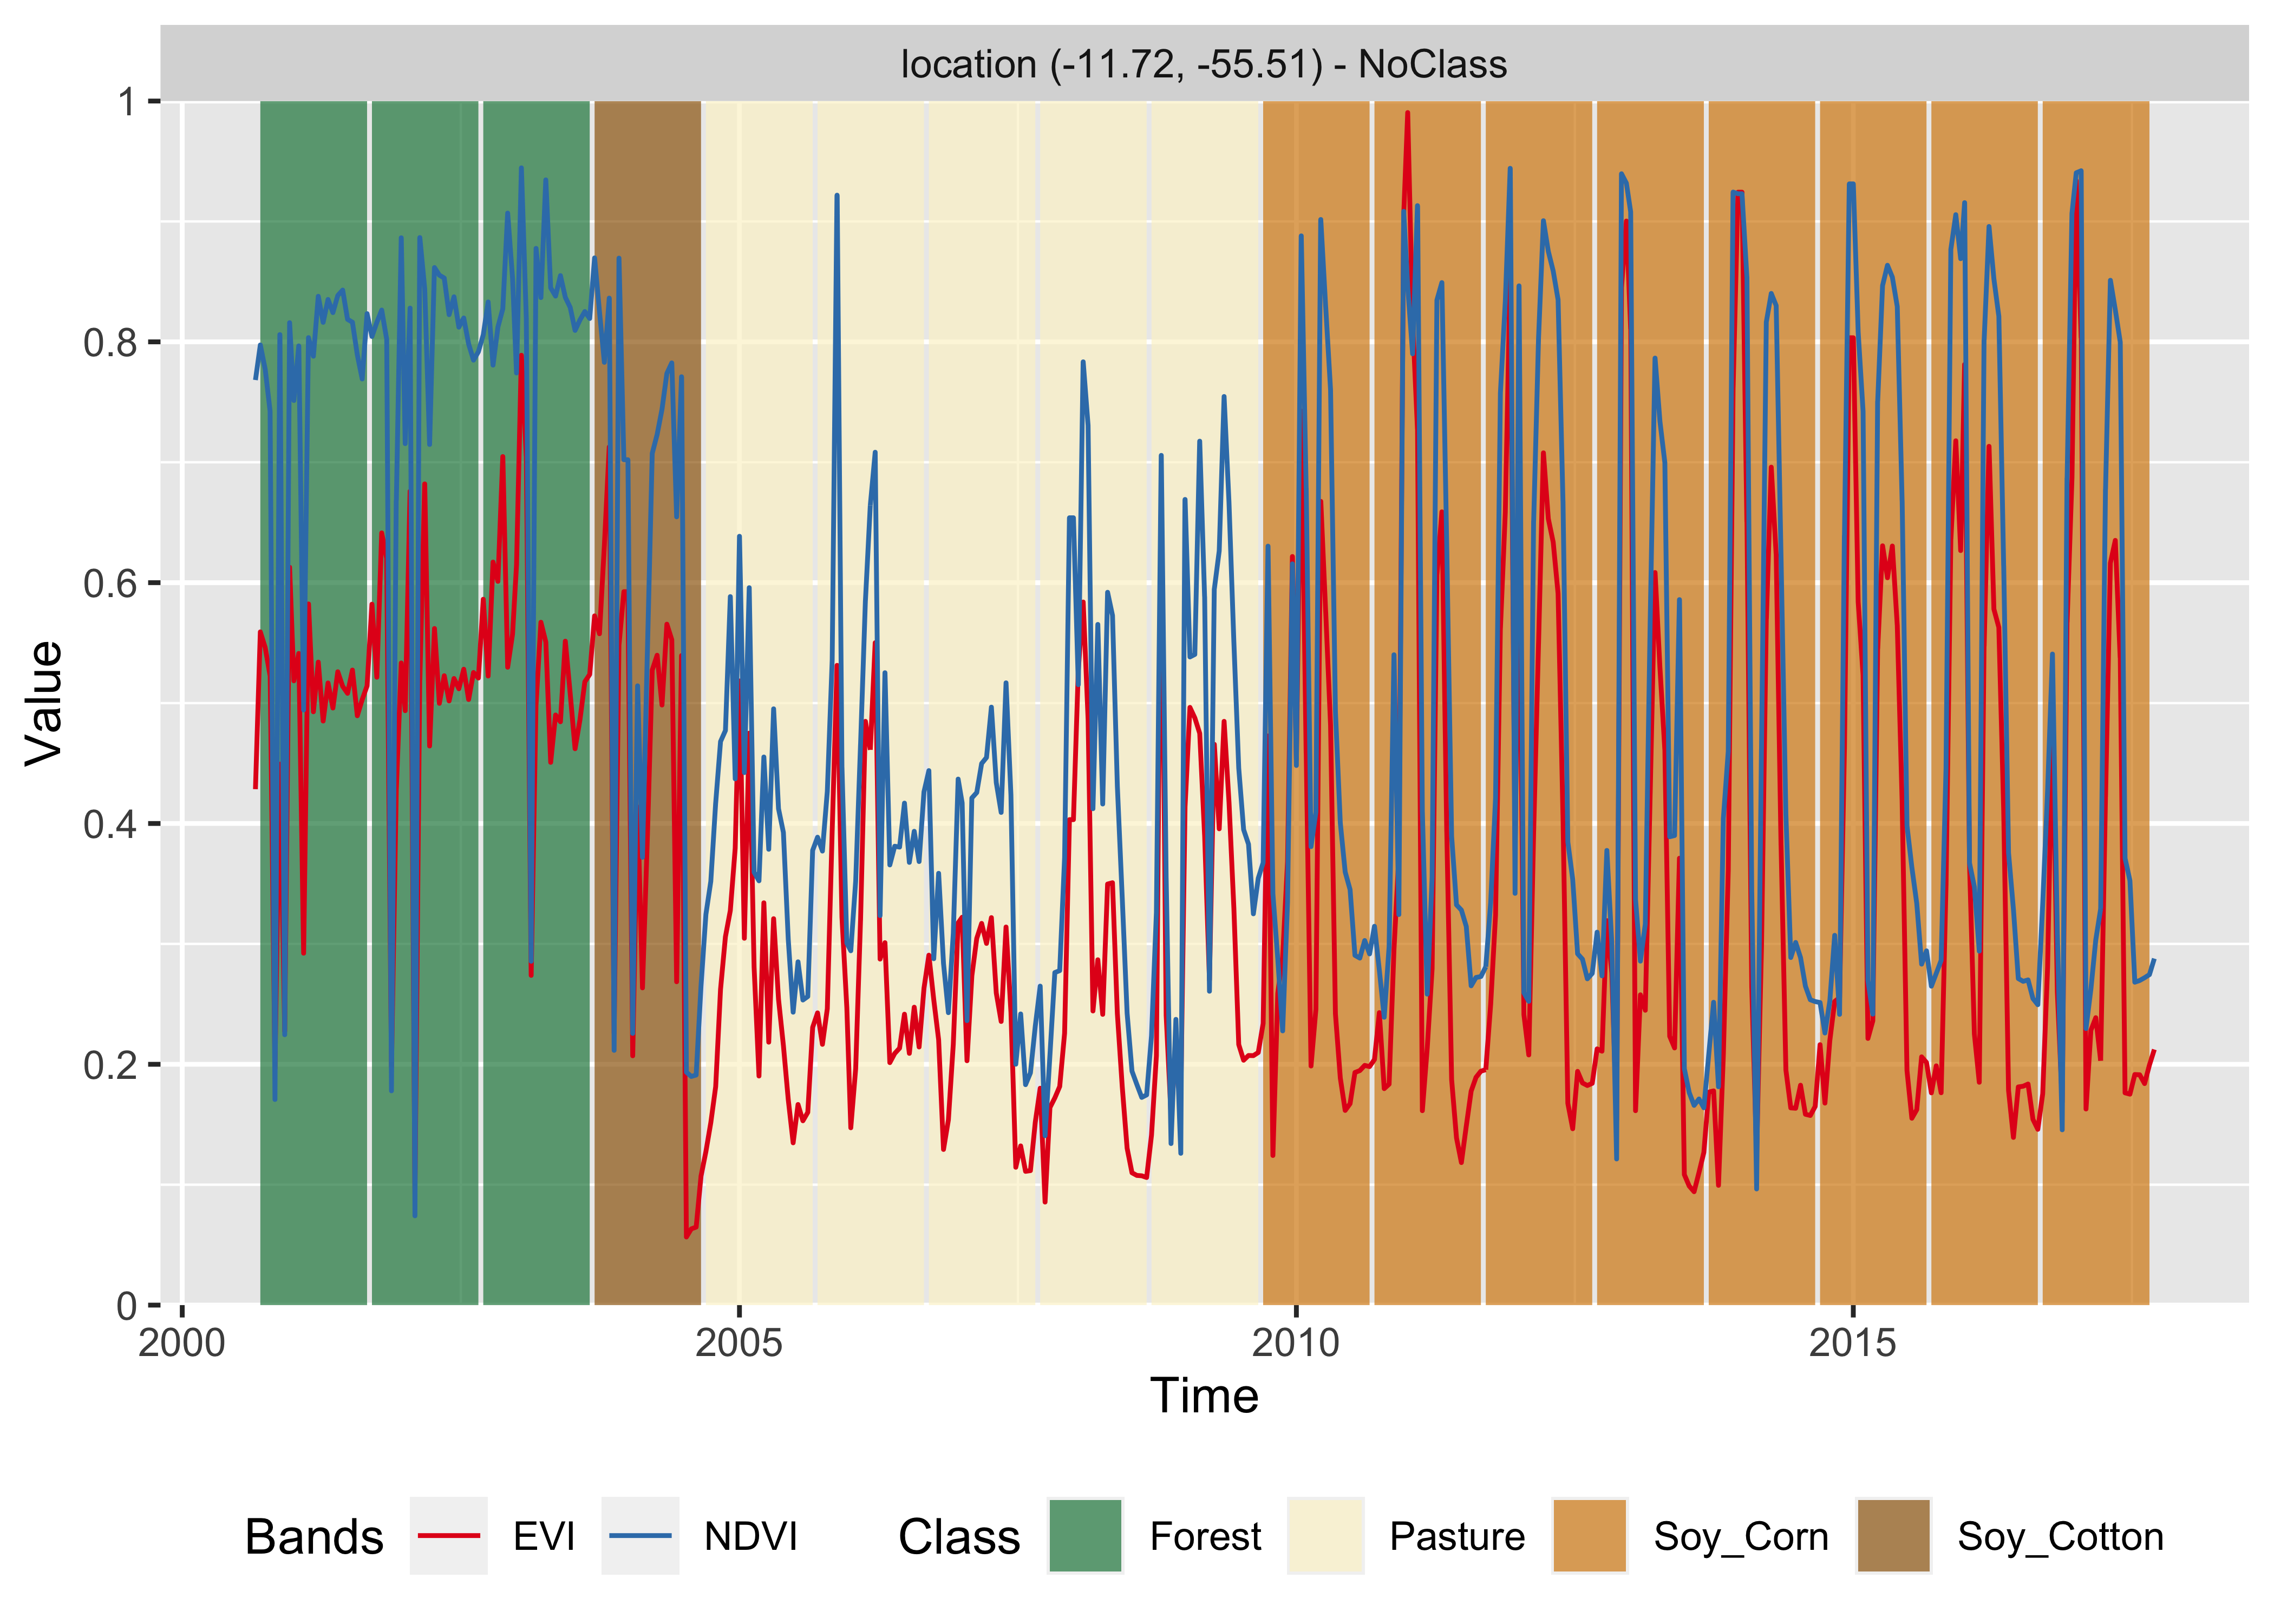 location (-11.72, -55.51) - NoClass
1
0.8
0.6
0.4
0.2
0
Value
2000 2005 2010 2015
Time
Bands EVI NDVI Class Forest Pasture Soy_Corn Soy_Cotton